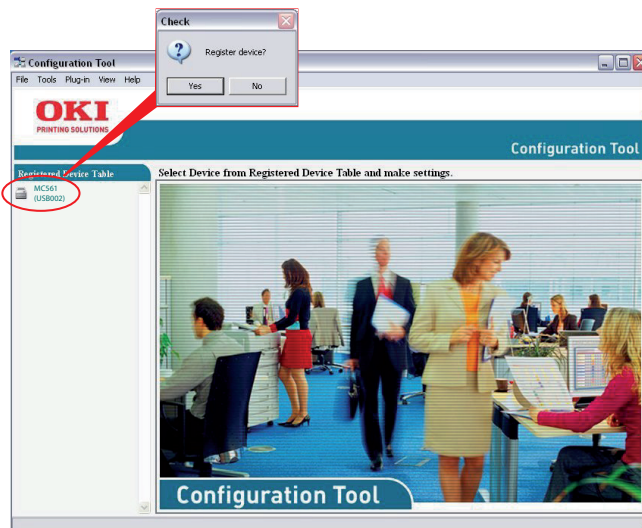 Check
Register device?
Yes No
Configuration Tool
File Tools Plug-in View Help
OKI
PRINTING SOLUTIONS
Configuration Tool
Registered Device Table
MC561
(USB002)
Select Device from Registered Device Table and make settings.
Configuration Tool